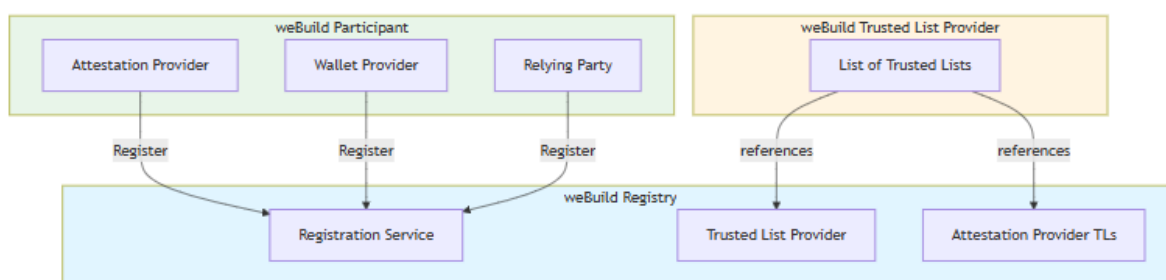 weBuild Participant
weBuild Trusted List Provider
Attestation Provider
Wallet Provider
Relying Party
List of Trusted Lists
Register
Register
Register
references
references
weBuild Registry
Registration Service
Trusted List Provider
Attestation Provider TLs